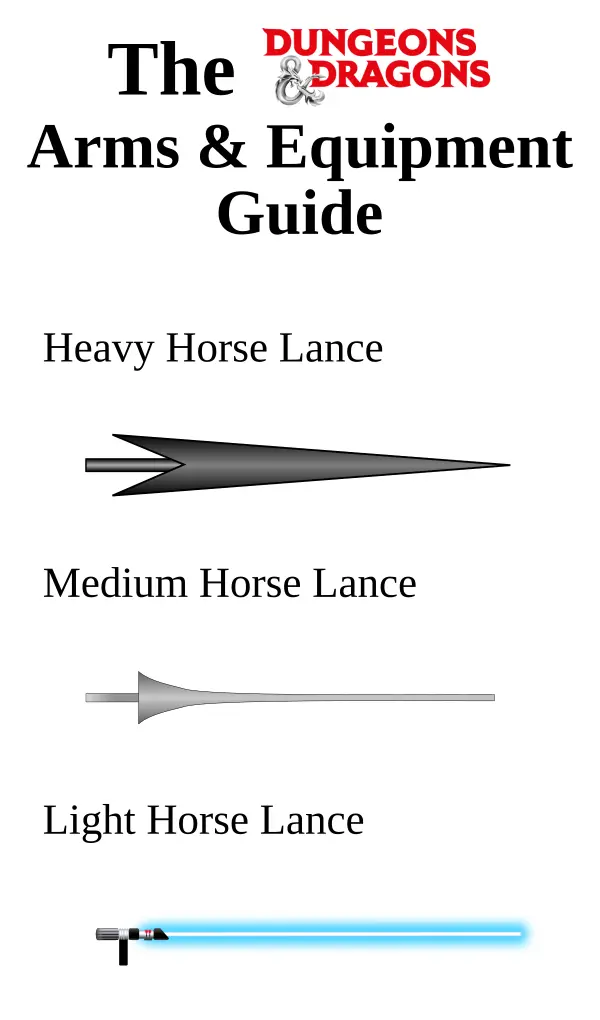 The DUNGEONS & DRAGONS
Arms & Equipment
Guide
Heavy Horse Lance
Medium Horse Lance
Light Horse Lance